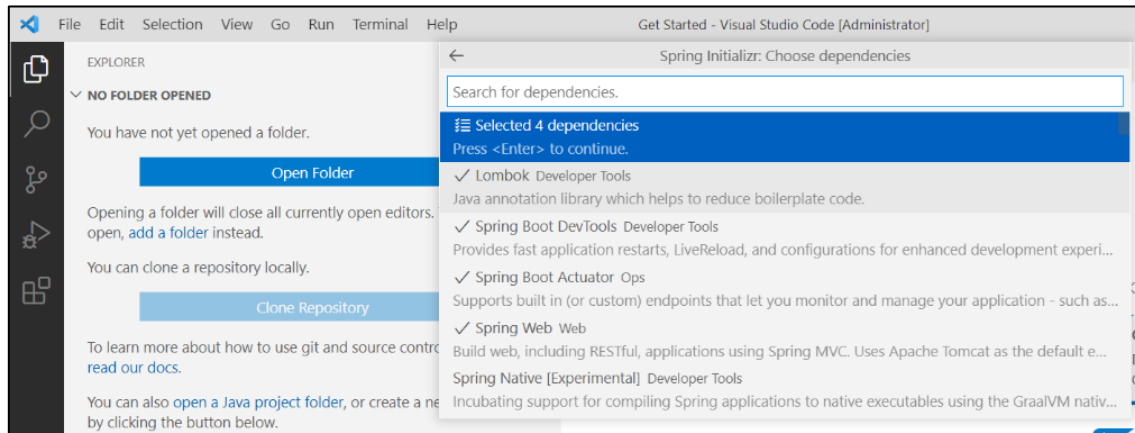 File Edit Selection View Go Run Terminal Help
Get Started - Visual Studio Code [Administrator]
EXPLORER
NO FOLDER OPENED
You have not yet opened a folder.
Open Folder
Opening a folder will close all currently open editors.
open, add a folder instead.
You can clone a repository locally.
Clone Repository
To learn more about how to use git and source contro
read our docs.
You can also open a Java project folder, or create a ne
by clicking the button below.
Spring Initializr: Choose dependencies
Search for dependencies.
Selected 4 dependencies
Press <Enter> to continue.
Lombok Developer Tools
Java annotation library which helps to reduce boilerplate code.
Spring Boot DevTools Developer Tools
Provides fast application restarts, LiveReload, and configurations for enhanced development experi...
Spring Boot Actuator Ops
Supports built in (or custom) endpoints that let you monitor and manage your application - such as...
Spring Web Web
Build web, including RESTful, applications using Spring MVC. Uses Apache Tomcat as the default e...
Spring Native [Experimental] Developer Tools
Incubating support for compiling Spring applications to native executables using the GraalVM nativ...